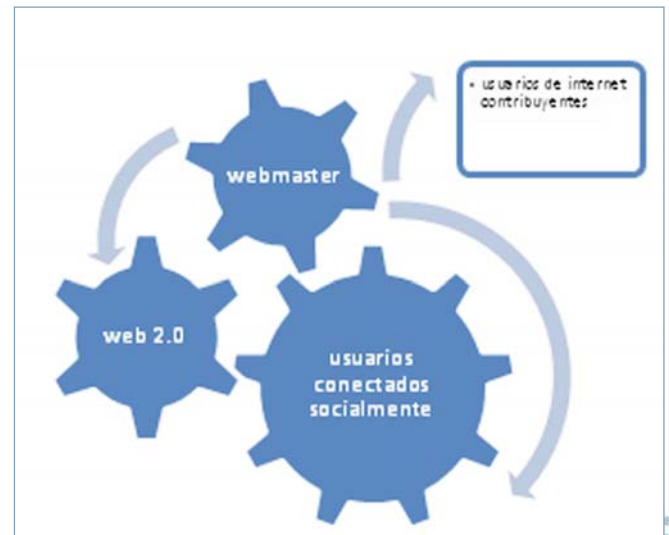 webmaster
• usuarios de internet
contribuyentes
web 2.0
usuarios
conectados
socialmente